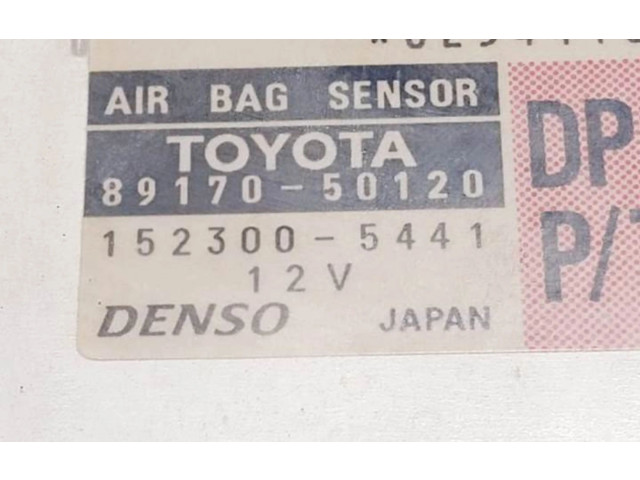 AIR BAG SENSOR
TOYOTA
89170-50120
152300-5441
12V
DENSO JAPAN
DP
P/